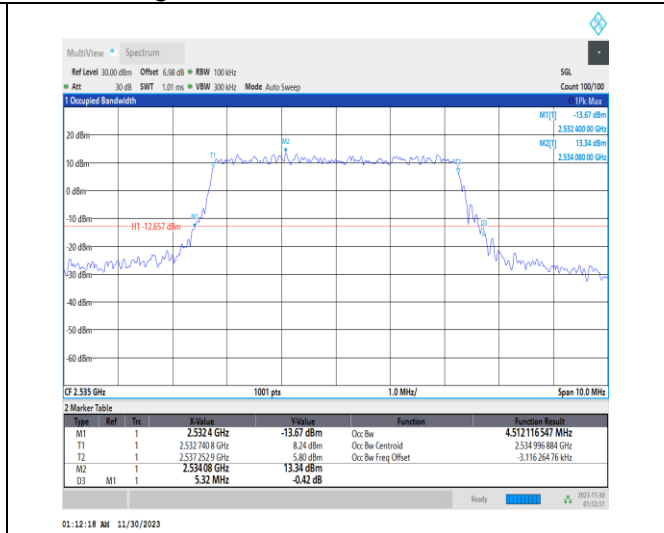 MultiView Spectrum
Ref Level 30.00 dBm Offset 6.98 dB RBW 100 kHz SGL
Att 30 dB SWT 1.01 ms VBW 300 kHz Mode Auto Sweep Count 100/100
1 Occupied Bandwidth 1Pk Max
M1[1] -13.67 dBm
2.532 400 00 GHz
M2[1] 13.34 dBm
2.534 080 00 GHz
20 dBm
M2
T1
T2
10 dBm
0 dBm
-10 dBm
M1
D3
H1 -12.657 dBm
-20 dBm
-40 dBm
-50 dBm
-60 dBm
CF 2.535 GHz 1001 pts 1.0 MHz/ Span 10.0 MHz
2 Marker Table
Type Ref Trc X-Value Y-Value Function Function Result
M1 1 2.5324 GHz -13.67 dBm Occ Bw 4.512 116 547 MHz
T1 1 2.532 740 8 GHz 8.24 dBm Occ Bw Centroid 2.534 996 884 GHz
T2 1 2.537 252 9 GHz 5.80 dBm Occ Bw Freq Offset -3.116 264 76 kHz
M2 1 2.53408 GHz 13.34 dBm
D3 M1 1 5.32 MHz -0.42 dB
Ready 2023-11-30
01:12:17
01:12:18 AM 11/30/2023